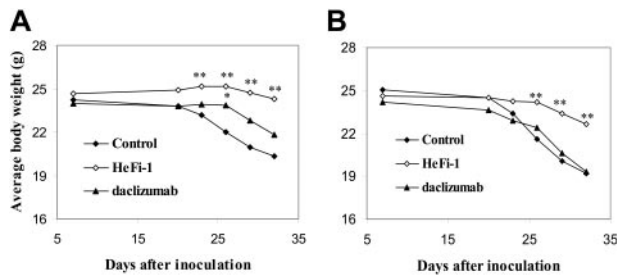 A
B
Average body weight (g)
28
25
22
19
16
** ** ** **
*
Control
HeFi-1
daclizumab
5 15 25 35
Days after inoculation
28
25
22
19
16
** ** **
Control
HeFi-1
daclizumab
5 15 25 35
Days after inoculation